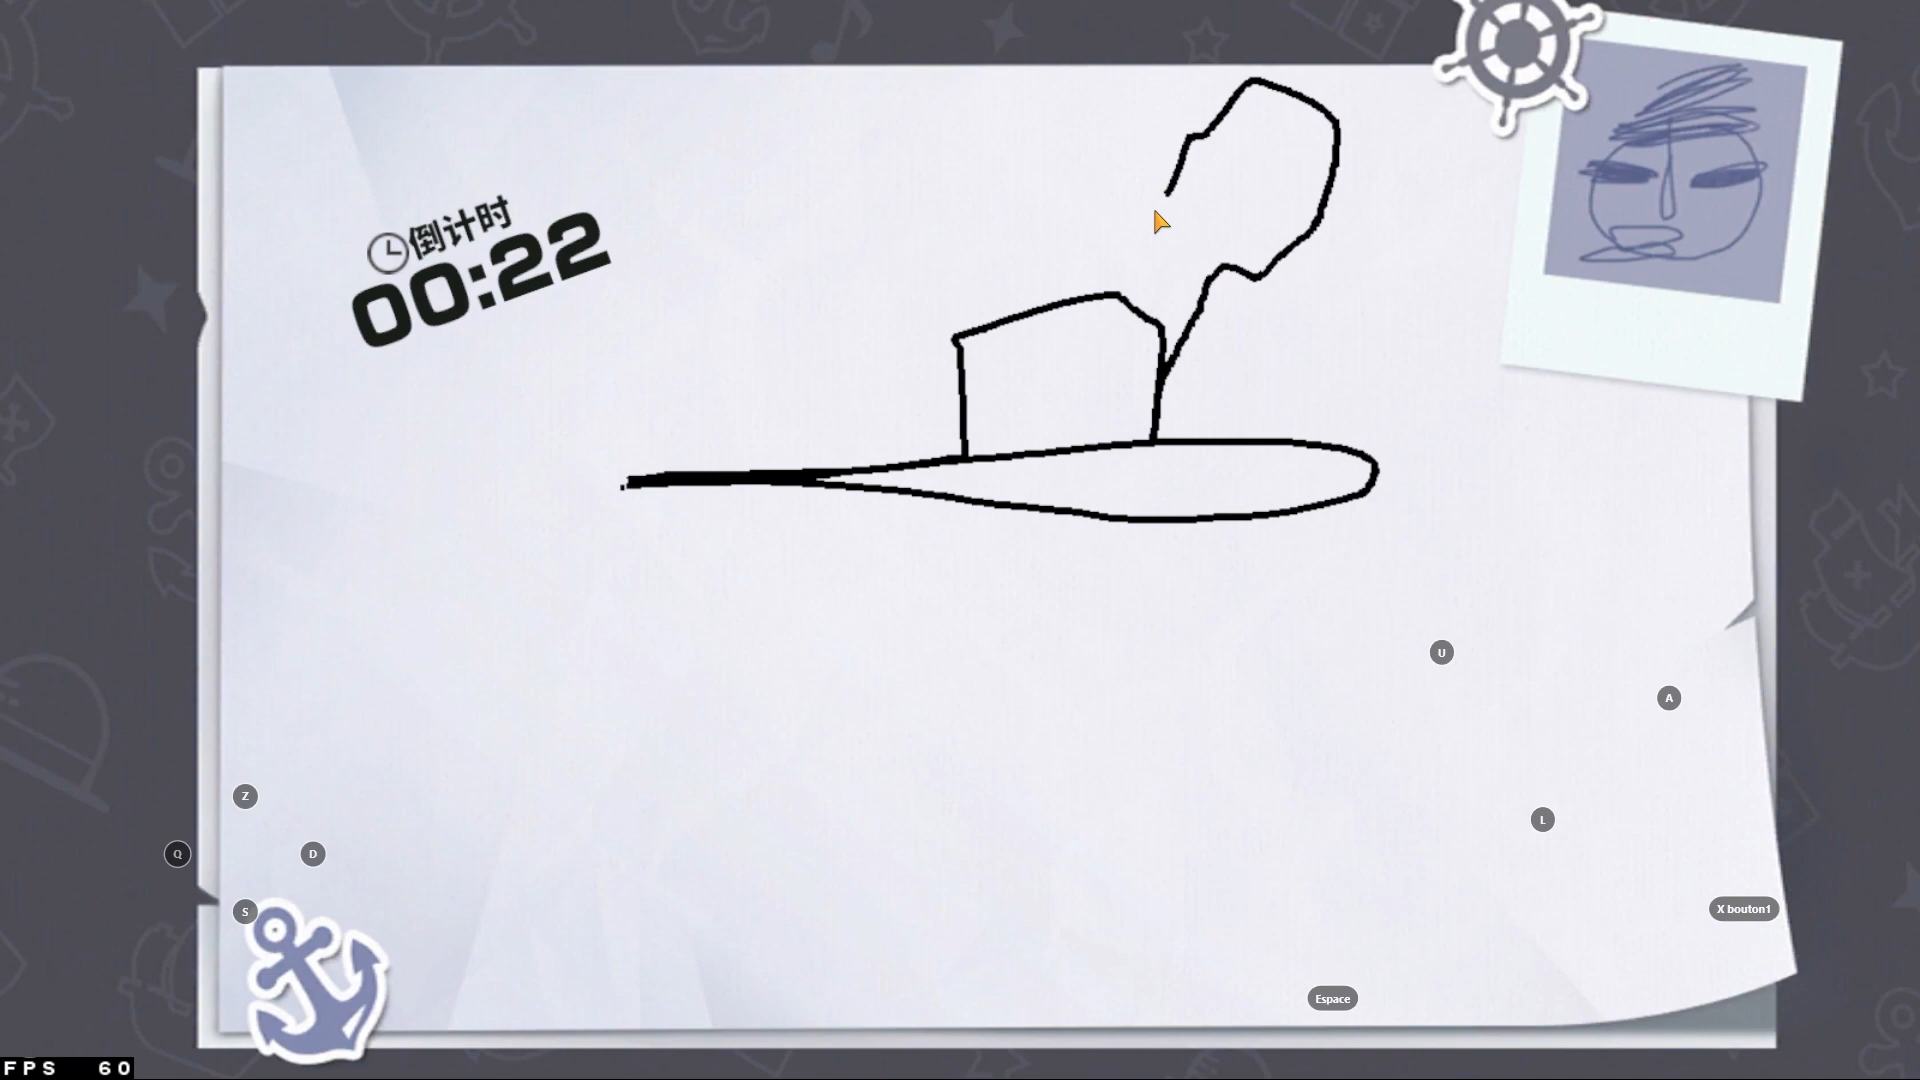 倒计时
00:22
U
A
Z
L
Q
D
S
X bouton1
Espace
FPS 60